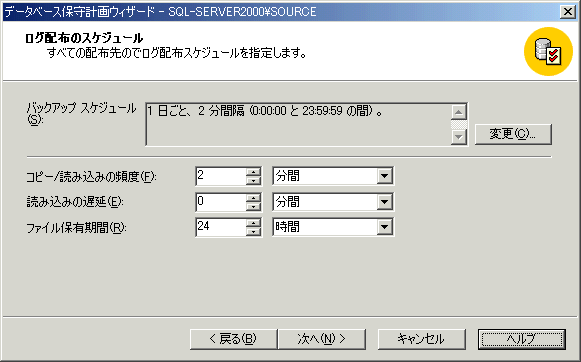 データベース保守計画ウィザード - SQL-SERVER2000¥SOURCE
ログ配布のスケジュール
すべての配布先のでログ配布スケジュールを指定します。
バックアップ スケジュール
(S):
1 日ごと、2 分間隔 (0:00:00 と 23:59:59 の間) 。
変更(C)...
コピー/読み込みの頻度(F): 2 分間
読み込みの遅延(E): 0 分間
ファイル保有期間(R): 24 時間
< 戻る(B) 次へ(N) > キャンセル ヘルプ